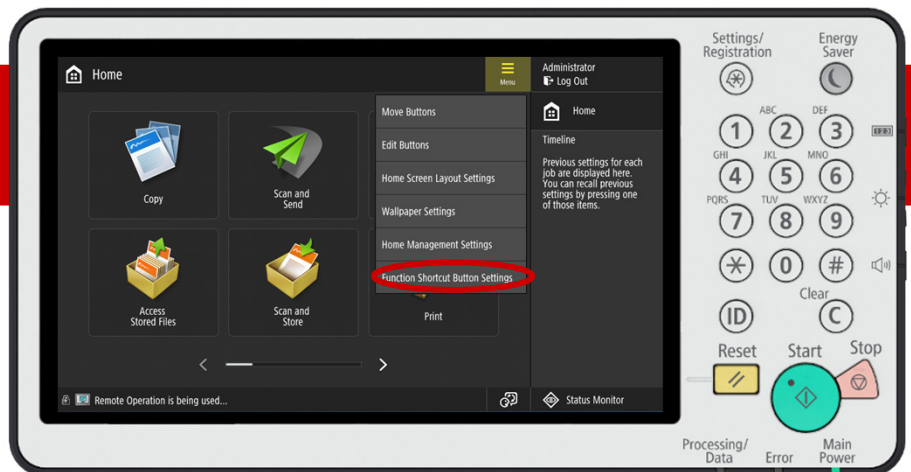 Home
Menu
Administrator
Log Out
Move Buttons
Edit Buttons
Home Screen Layout Settings
Wallpaper Settings
Home Management Settings
Function Shortcut Button Settings
Copy
Scan and
Send
Access
Stored Files
Scan and
Store
Print
Home
Timeline
Previous settings for each
job are displayed here.
You can recall previous
settings by pressing one
of those items.
Remote Operation is being used...
Status Monitor
Settings/
Registration
Energy
Saver
ABC
DEF
1
2
3
123
GHI
JKL
MNO
4
5
6
PQRS
TUV
WXYZ
7
8
9
0
#
Clear
ID
C
Reset
Start
Stop
Processing/
Data
Error
Main
Power